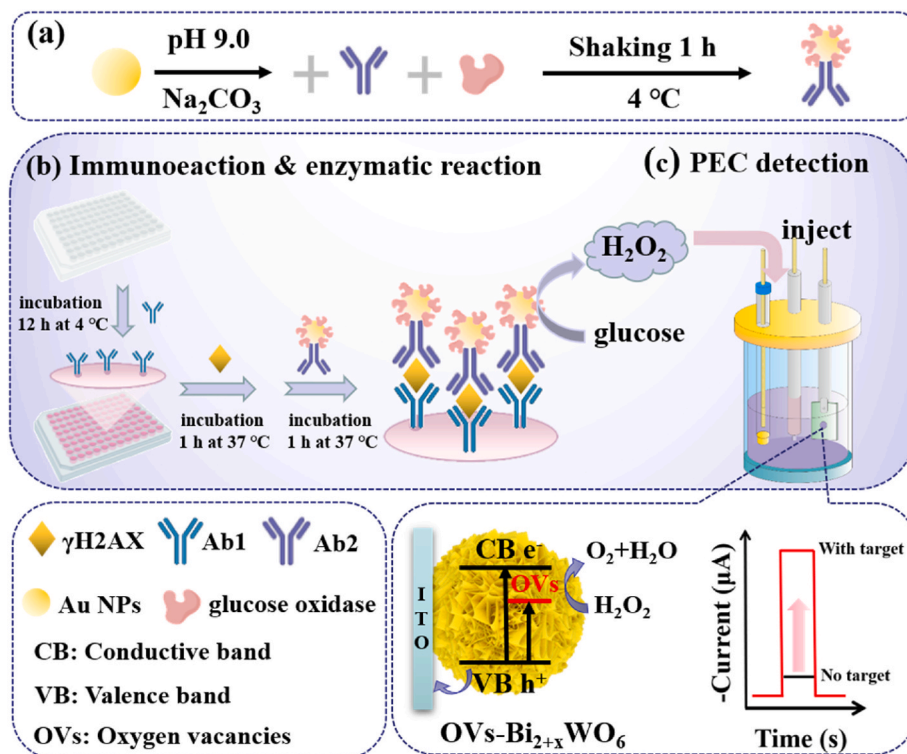 (a)
pH 9.0
Na₂CO₃
Shaking 1 h
4 °C
(b) Immunoeaction & enzymatic reaction
(c) PEC detection
incubation
12 h at 4 °C
incubation
1 h at 37 °C
incubation
1 h at 37 °C
H₂O₂
glucose
inject
γH2AX
Ab1
Ab2
Au NPs
glucose oxidase
CB: Conductive band
VB: Valence band
OVs: Oxygen vacancies
ITO
CB e⁻
OVs
VB h⁺
O₂+H₂O
H₂O₂
OVs-Bi₂₊ₓWO₆
-Current (μA)
With target
No target
Time (s)